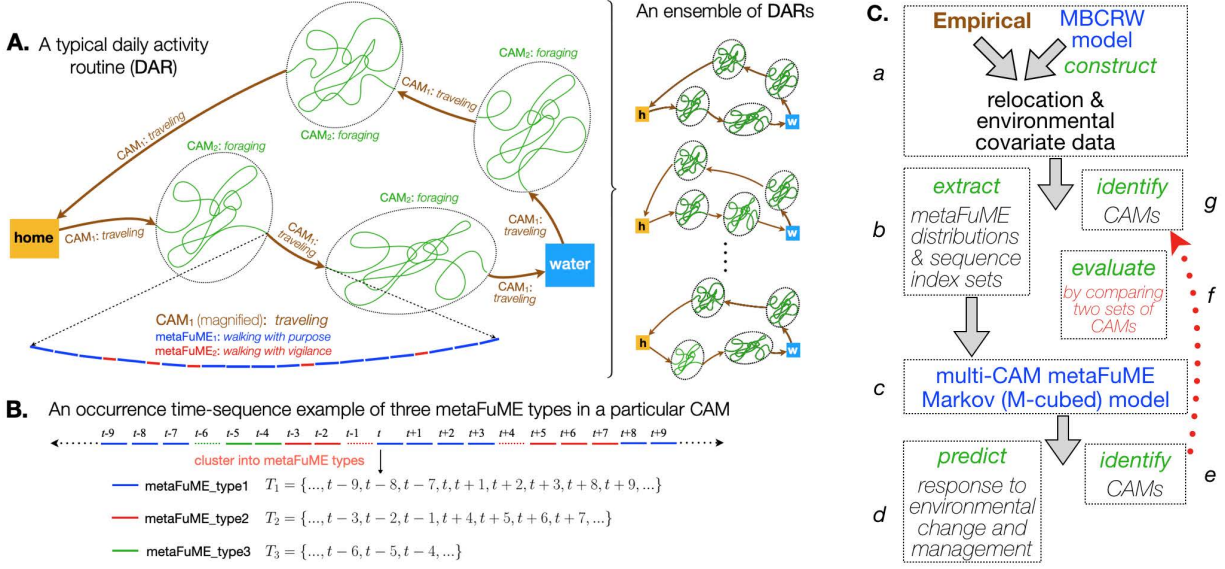 A. A typical daily activity
routine (DAR)
CAM₂: foraging
CAM₁: traveling
CAM₂: foraging
CAM₁: traveling
CAM₂: foraging
CAM₂: foraging
home
CAM₁: traveling
CAM₁:
traveling
CAM₁:
traveling
water
CAM₁:
traveling
CAM₁ (magnified): traveling
metaFuME₁: walking with purpose
metaFuME₂: walking with vigilance
An ensemble of DARs
h
w
h
w
h
w
B. An occurrence time-sequence example of three metaFuME types in a particular CAM
t-9 t-8 t-7 t-6 t-5 t-4 t-3 t-2 t-1 t t+1 t+2 t+3 t+4 t+5 t+6 t+7 t+8 t+9
cluster into metaFuME types
metaFuME_type1 T₁ = {..., t − 9, t − 8, t − 7, t, t + 1, t + 2, t + 3, t + 8, t + 9, ...}
metaFuME_type2 T₂ = {..., t − 3, t − 2, t − 1, t + 4, t + 5, t + 6, t + 7, ...}
metaFuME_type3 T₃ = {..., t − 6, t − 5, t − 4, ...}
C.
Empirical
MBCRW
model
a
construct
relocation &
environmental
covariate data
b
extract
metaFuME
distributions
& sequence
index sets
identify
CAMs
g
evaluate
by comparing
two sets of
CAMs
f
c
multi-CAM metaFuME
Markov (M-cubed) model
d
predict
response to
environmental
change and
management
identify
CAMs
e